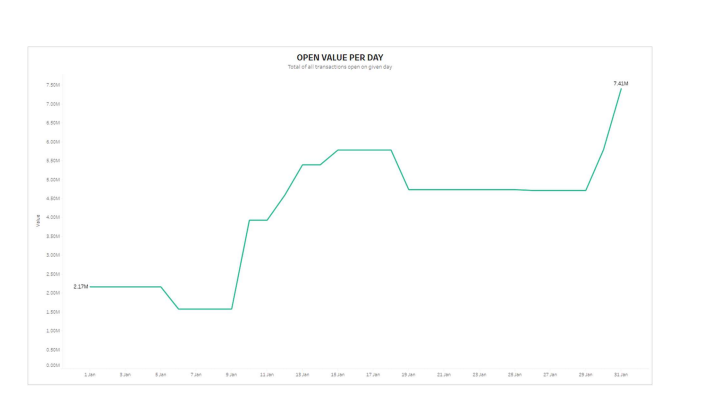 OPEN VALUE PER DAY
Total of all transactions open on given day
7.41M
7.50M
7.00M
6.50M
6.00M
5.50M
5.00M
4.50M
4.00M
3.50M
3.00M
2.50M
2.00M
1.50M
1.00M
0.50M
0.00M
Value
2.17M
1 Jan 3 Jan 5 Jan 7 Jan 9 Jan 11 Jan 13 Jan 15 Jan 17 Jan 19 Jan 21 Jan 23 Jan 25 Jan 27 Jan 29 Jan 31 Jan